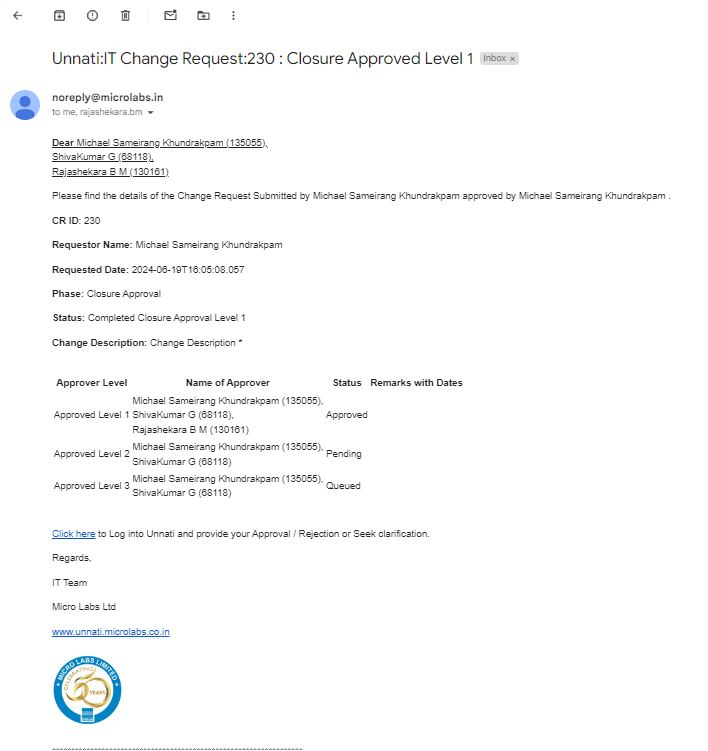 Unnati:IT Change Request:230 : Closure Approved Level 1 Inbox ×
noreply@microlabs.in
to me, rajashekara.bm
Dear Michael Sameirang Khundrakpam (135055),
ShivaKumar G (68118),
Rajashekara B M (130161)
Please find the details of the Change Request Submitted by Michael Sameirang Khundrakpam approved by Michael Sameirang Khundrakpam .
CR ID: 230
Requestor Name: Michael Sameirang Khundrakpam
Requested Date: 2024-06-19T16:05:08.057
Phase: Closure Approval
Status: Completed Closure Approval Level 1
Change Description: Change Description *
Approver Level Name of Approver Status Remarks with Dates
Michael Sameirang Khundrakpam (135055),
Approved Level 1 ShivaKumar G (68118), Approved
Rajashekara B M (130161)
Michael Sameirang Khundrakpam (135055),
Approved Level 2 Pending
ShivaKumar G (68118)
Michael Sameirang Khundrakpam (135055),
Approved Level 3 Queued
ShivaKumar G (68118)
Click here to Log into Unnati and provide your Approval / Rejection or Seek clarification.
Regards,
IT Team
Micro Labs Ltd
www.unnati.microlabs.co.in
MICRO LABS LIMITED
CELEBRATING
50 YEARS